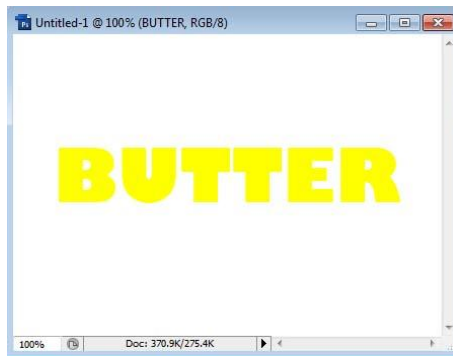 Untitled-1 @ 100% (BUTTER, RGB/8)
BUTTER
100%
Doc: 370.9K/275.4K